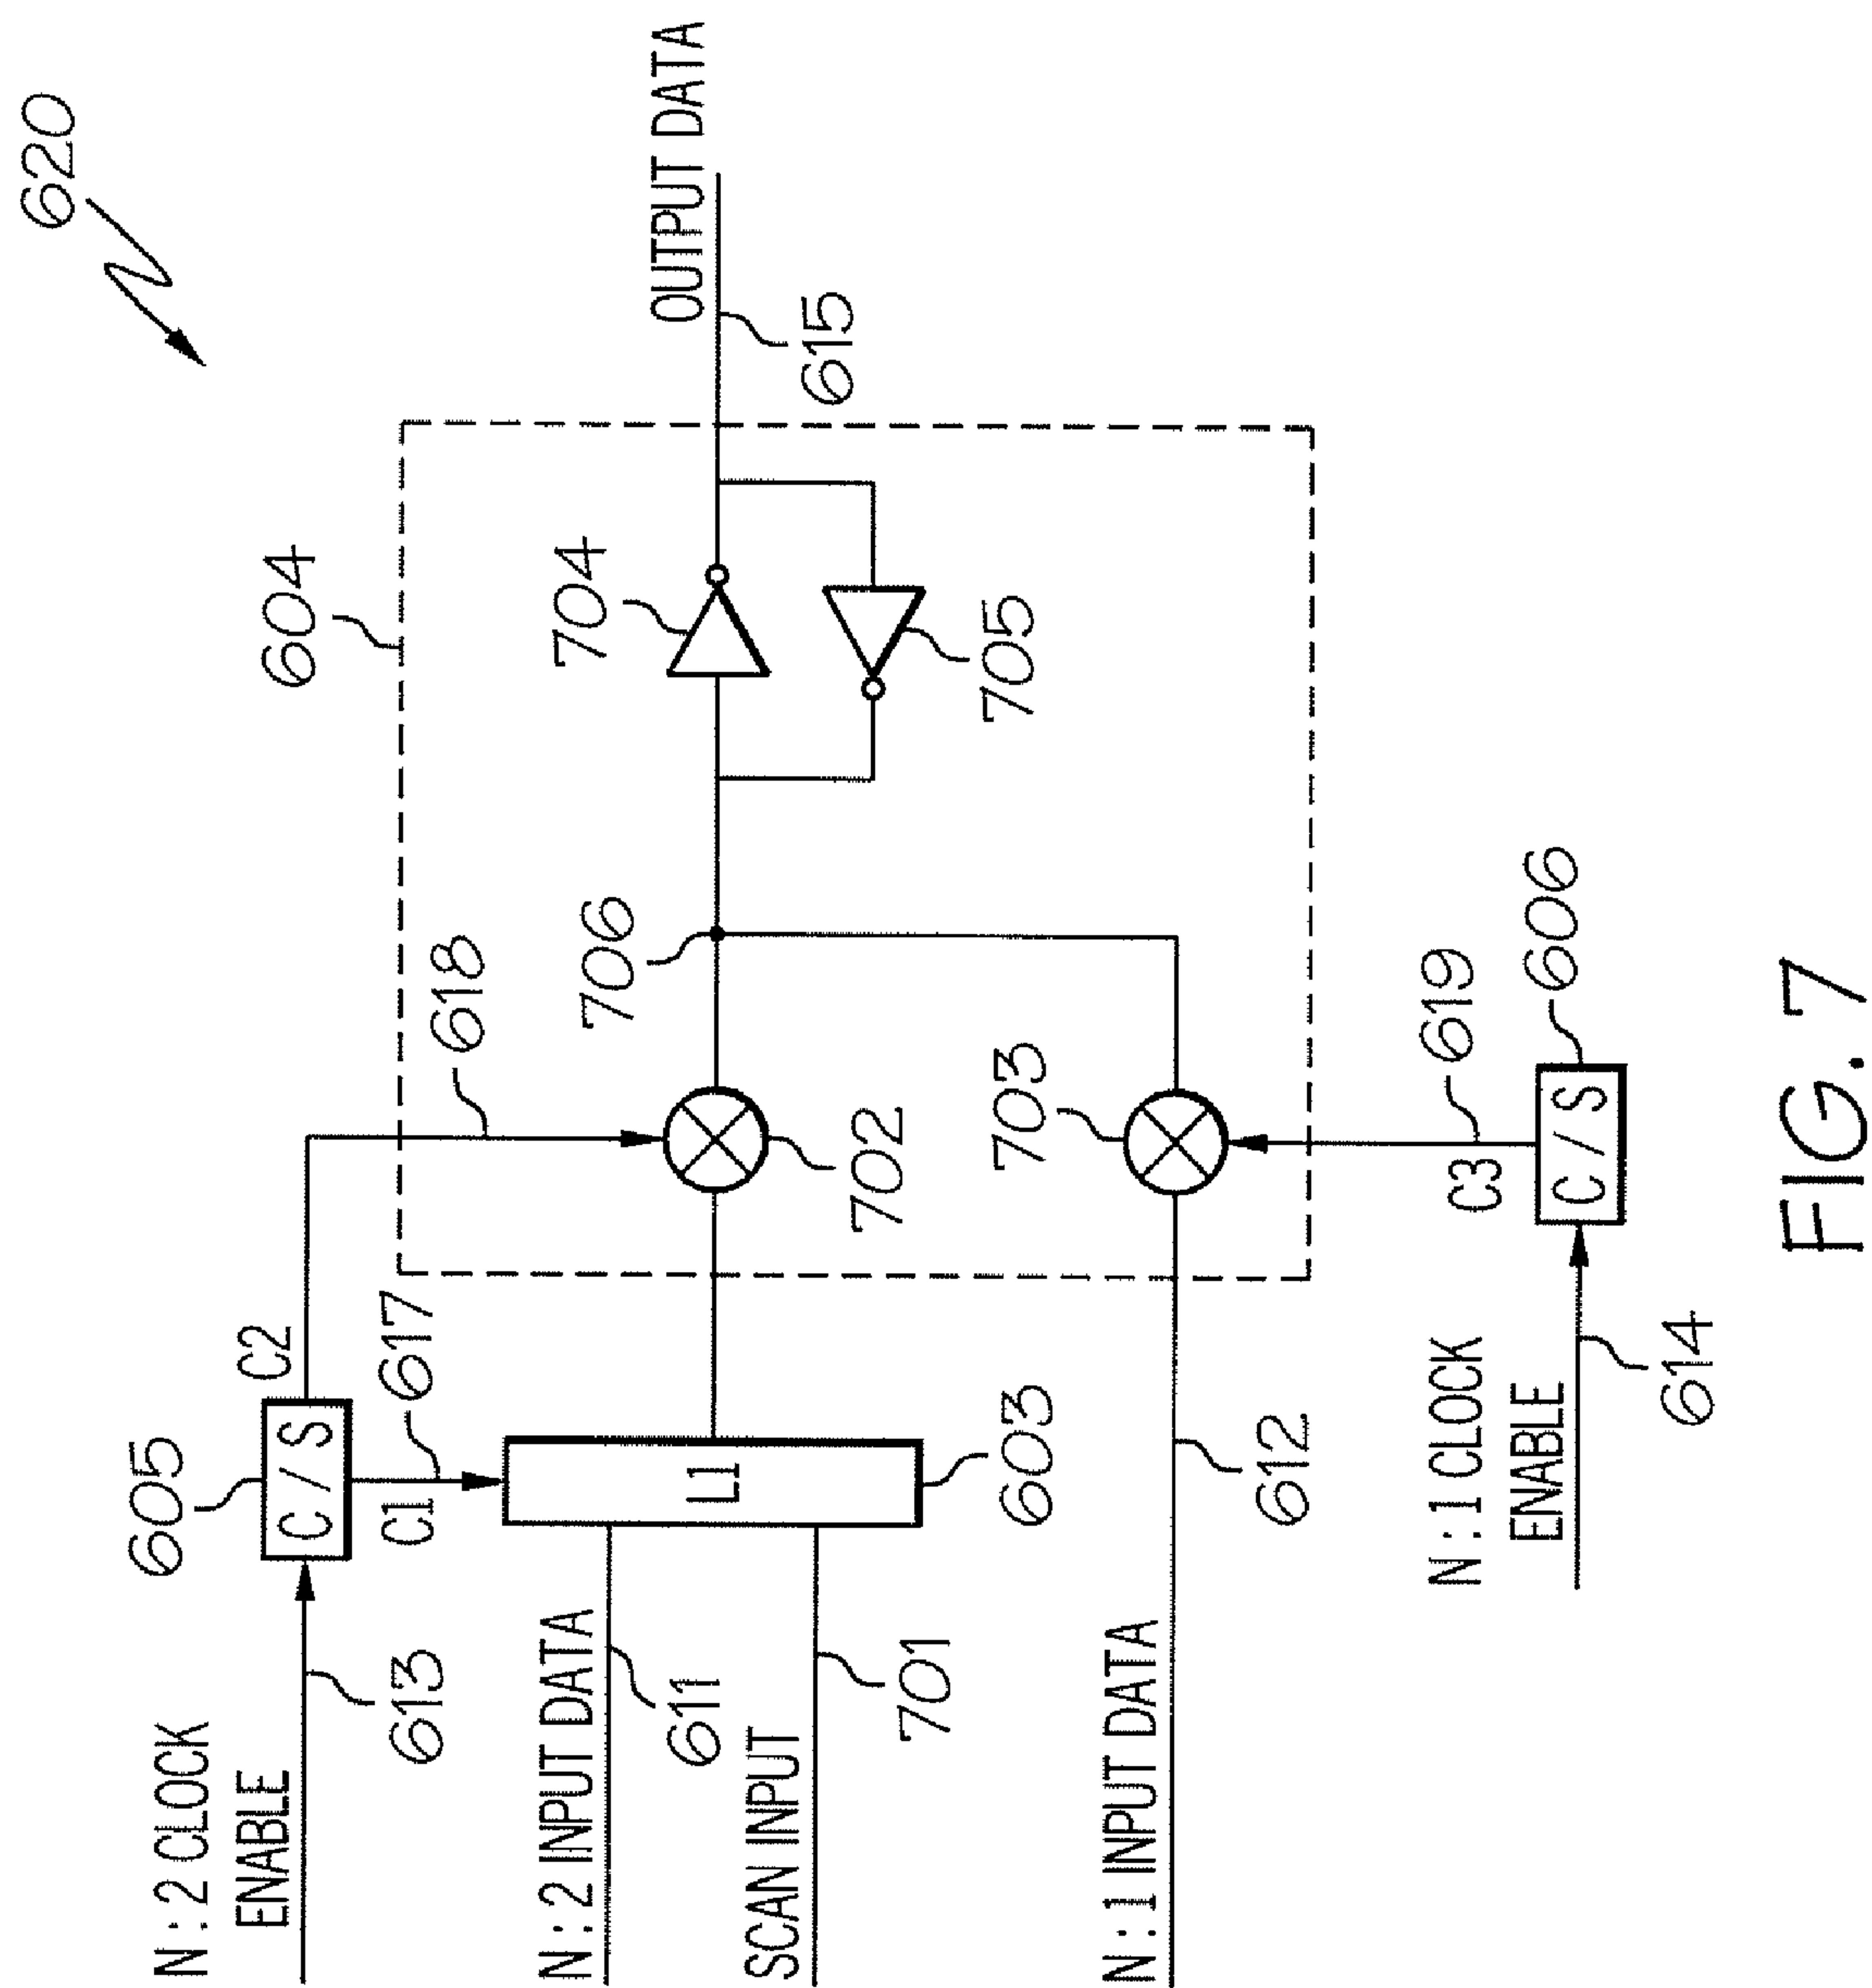 620
N : 2 CLOCK
ENABLE
613
605
C / S
C2
C1
617
618
604
N : 2 INPUT DATA
611
SCAN INPUT
701
L1
603
702
706
704
705
OUTPUT DATA
615
N : 1 INPUT DATA
612
703
C3
619
N : 1 CLOCK
ENABLE
614
C / S
606
FIG. 7